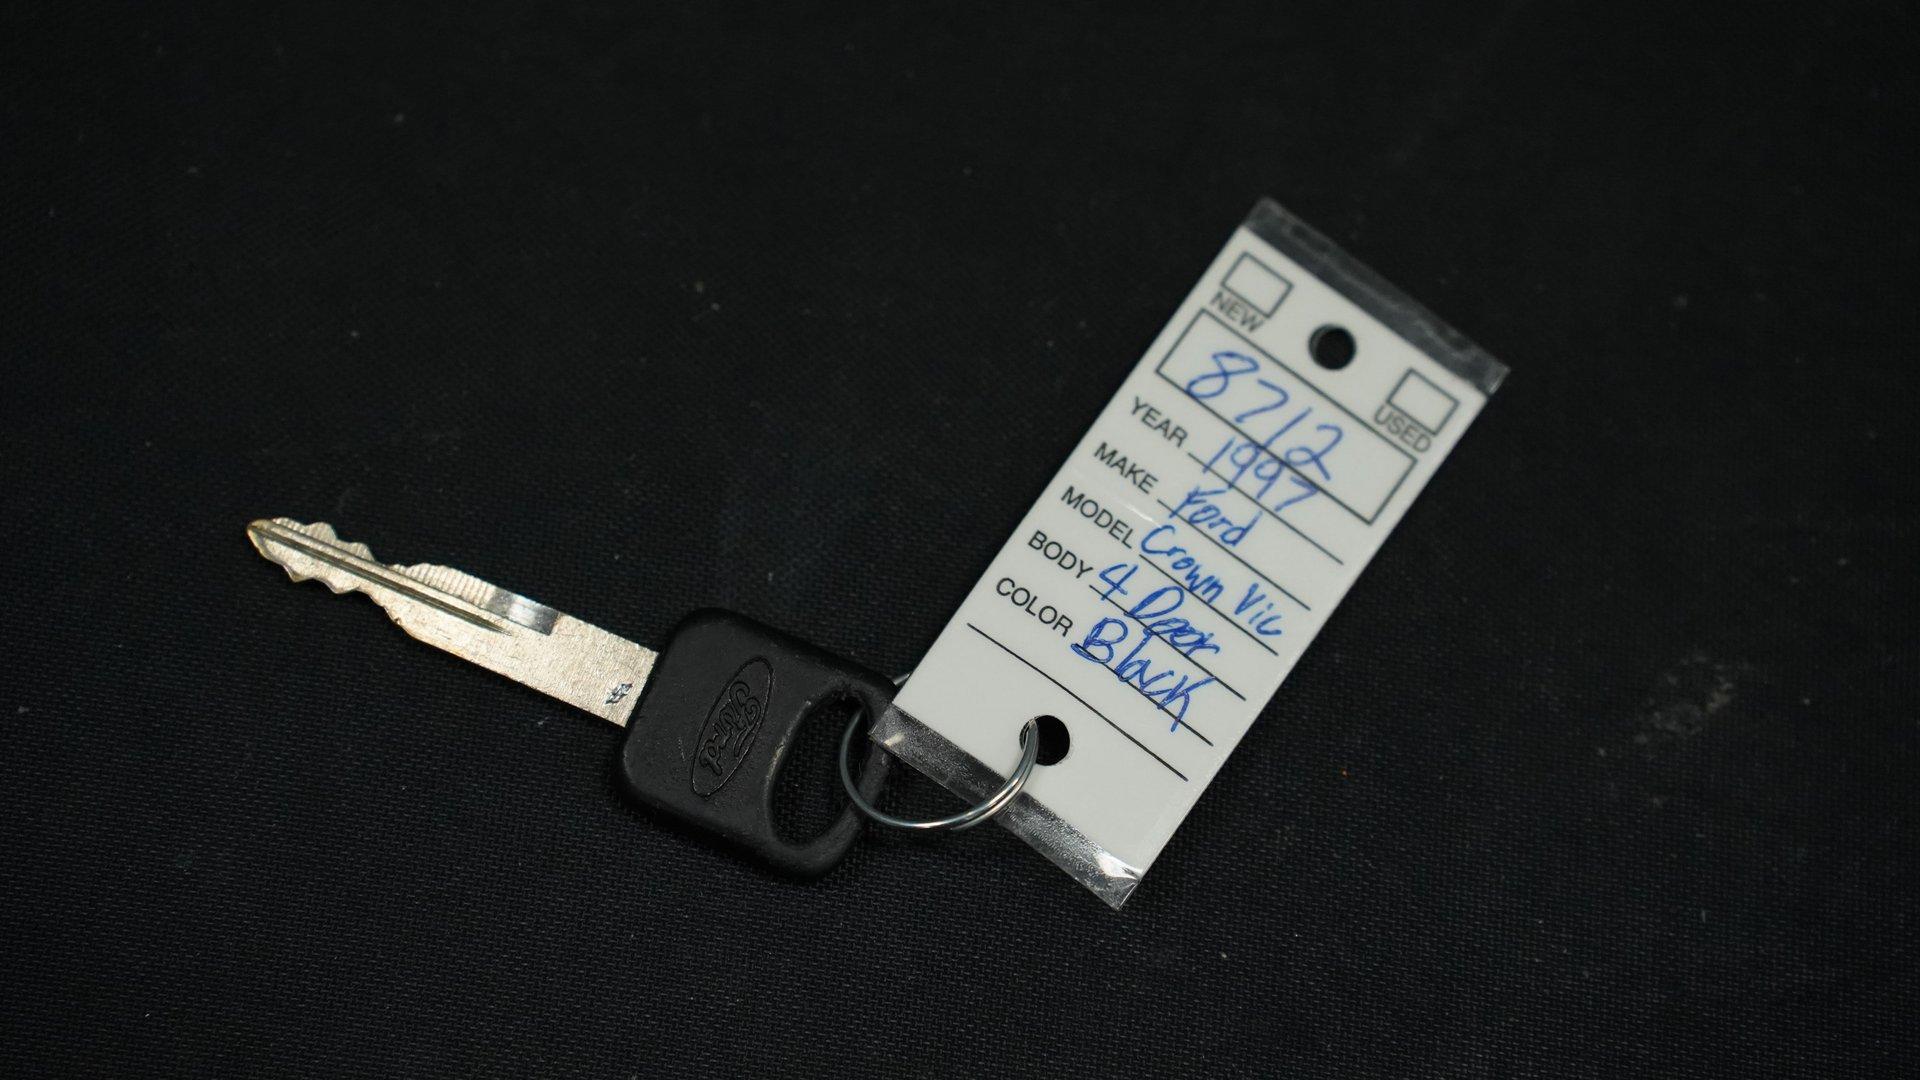 NEW
USED
8712
YEAR 1997
MAKE Ford
MODEL Crown Vic
BODY 4 Door
COLOR Black
Ford